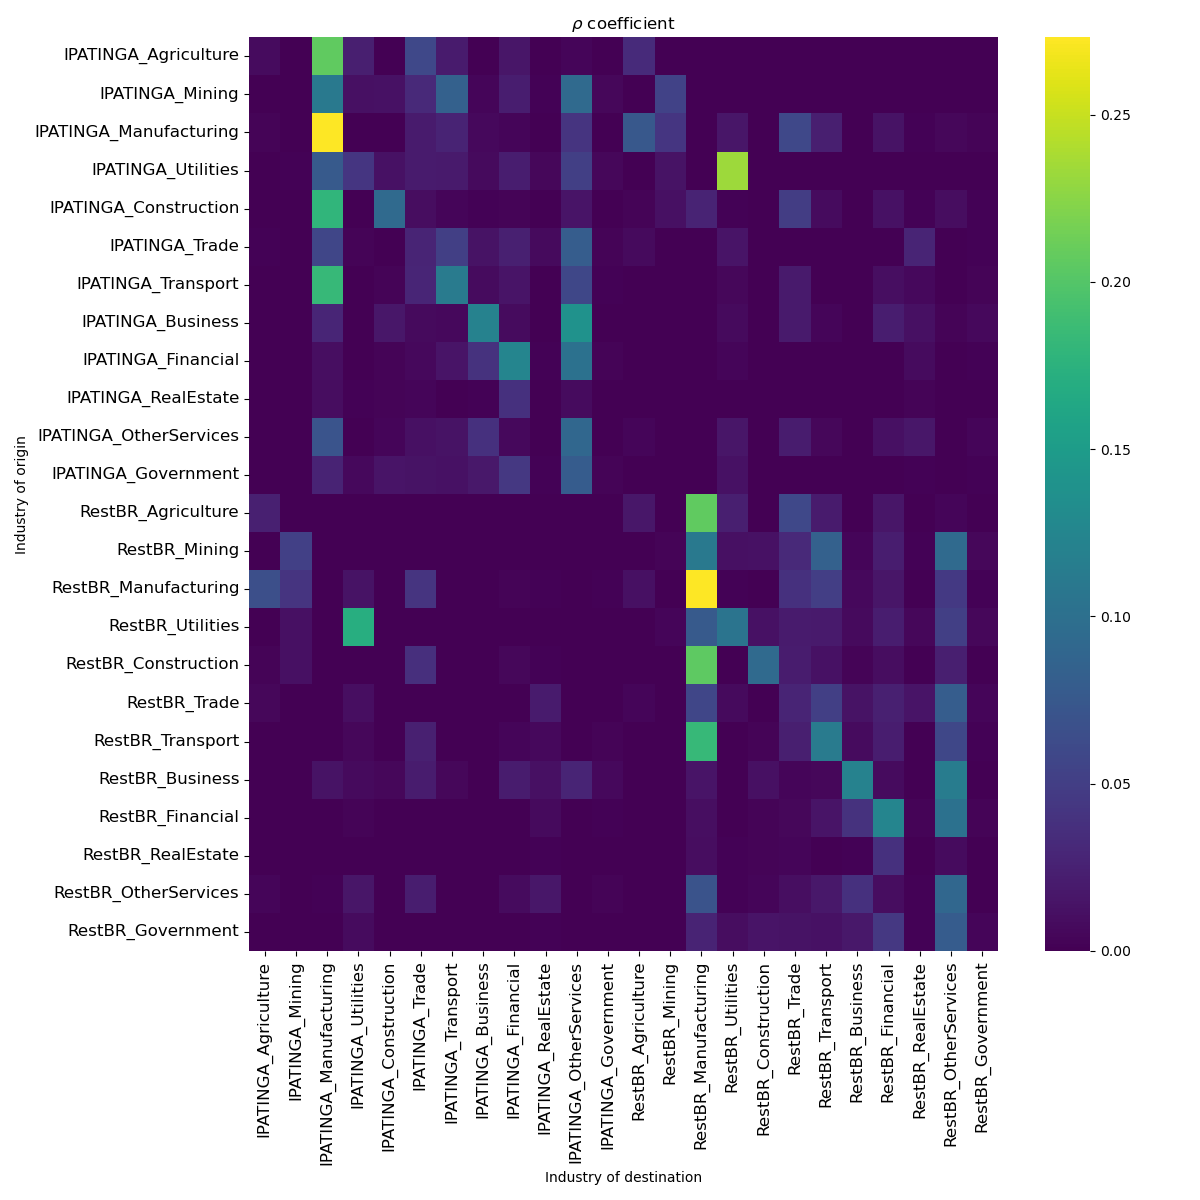 ρ coefficient
IPATINGA_Agriculture
IPATINGA_Mining
IPATINGA_Manufacturing
IPATINGA_Utilities
IPATINGA_Construction
IPATINGA_Trade
IPATINGA_Transport
IPATINGA_Business
IPATINGA_Financial
IPATINGA_RealEstate
IPATINGA_OtherServices
IPATINGA_Government
RestBR_Agriculture
RestBR_Mining
RestBR_Manufacturing
RestBR_Utilities
RestBR_Construction
RestBR_Trade
RestBR_Transport
RestBR_Business
RestBR_Financial
RestBR_RealEstate
RestBR_OtherServices
RestBR_Government
Industry of origin
IPATINGA_Agriculture
IPATINGA_Mining
IPATINGA_Manufacturing
IPATINGA_Utilities
IPATINGA_Construction
IPATINGA_Trade
IPATINGA_Transport
IPATINGA_Business
IPATINGA_Financial
IPATINGA_RealEstate
IPATINGA_OtherServices
IPATINGA_Government
RestBR_Agriculture
RestBR_Mining
RestBR_Manufacturing
RestBR_Utilities
RestBR_Construction
RestBR_Trade
RestBR_Transport
RestBR_Business
RestBR_Financial
RestBR_RealEstate
RestBR_OtherServices
RestBR_Government
Industry of destination
0.25
0.20
0.15
0.10
0.05
0.00